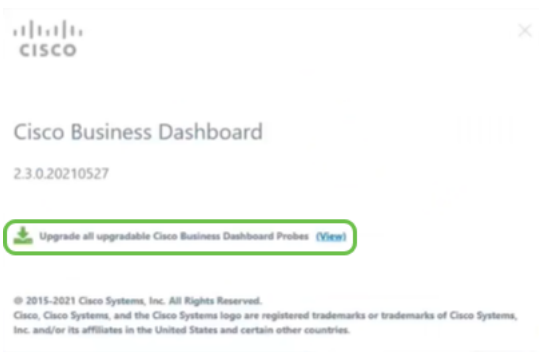 CISCO
Cisco Business Dashboard
2.3.0.20210527
Upgrade all upgradable Cisco Business Dashboard Probes (View)
© 2015-2021 Cisco Systems, Inc. All Rights Reserved.
Cisco, Cisco Systems, and the Cisco Systems logo are registered trademarks or trademarks of Cisco Systems,
Inc. and/or its affiliates in the United States and certain other countries.